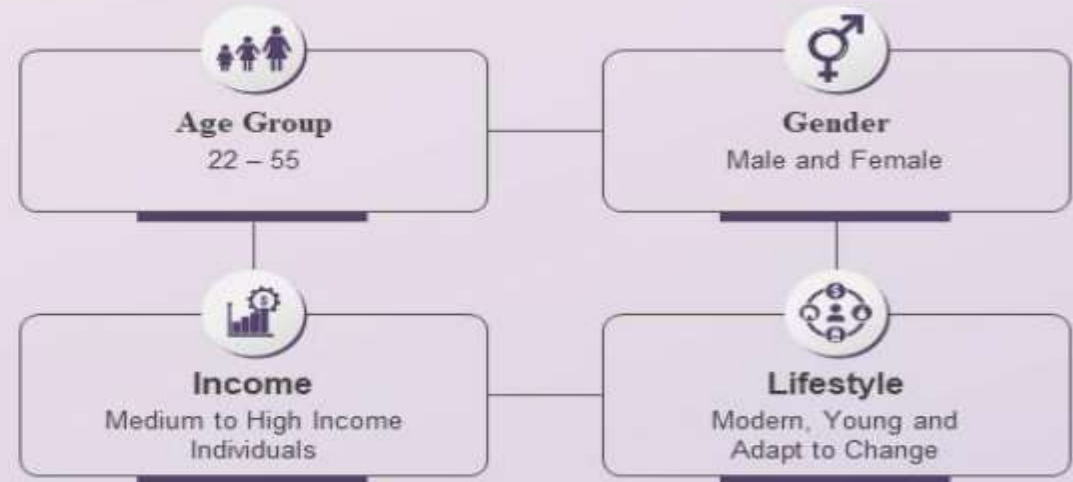 Age Group
22 – 55
Gender
Male and Female
Income
Medium to High Income
Individuals
Lifestyle
Modern, Young and
Adapt to Change